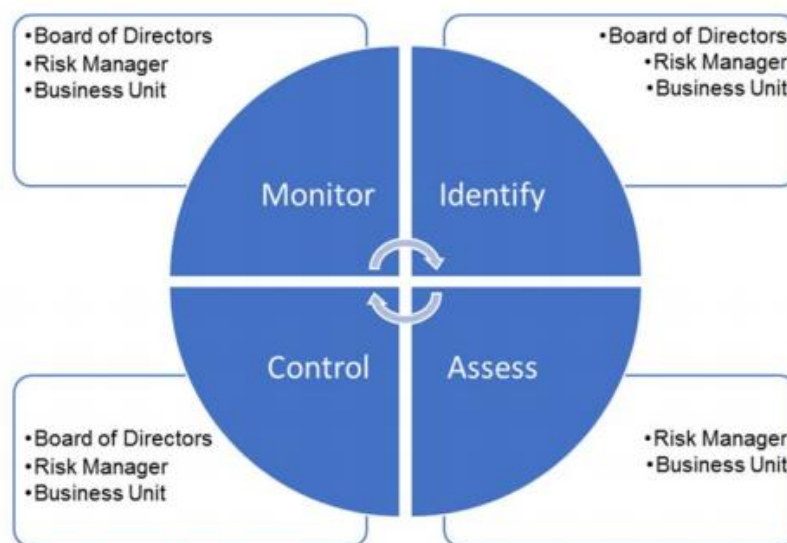 •Board of Directors
•Risk Manager
•Business Unit
•Board of Directors
•Risk Manager
•Business Unit
Monitor
Identify
Control
Assess
•Board of Directors
•Risk Manager
•Business Unit
•Risk Manager
•Business Unit